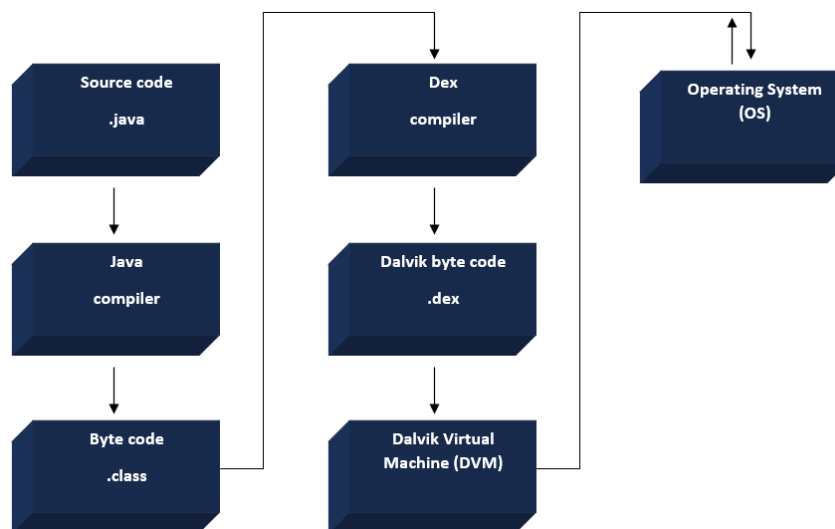 Source code
.java
Java
compiler
Byte code
.class
Dex
compiler
Dalvik byte code
.dex
Dalvik Virtual
Machine (DVM)
Operating System
(OS)